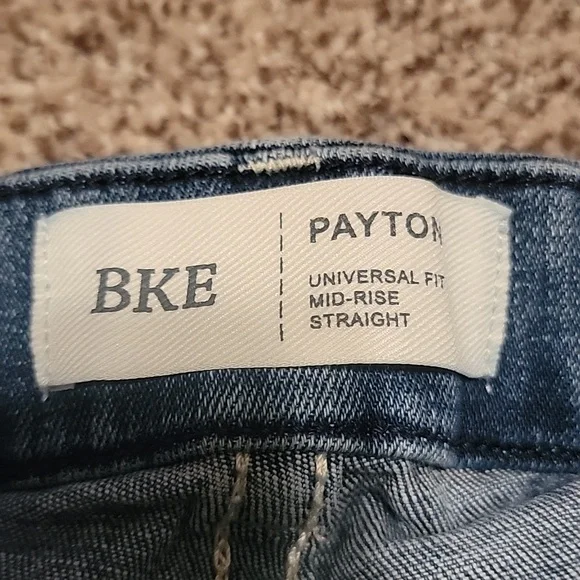 BKE
PAYTON
UNIVERSAL FIT
MID-RISE
STRAIGHT